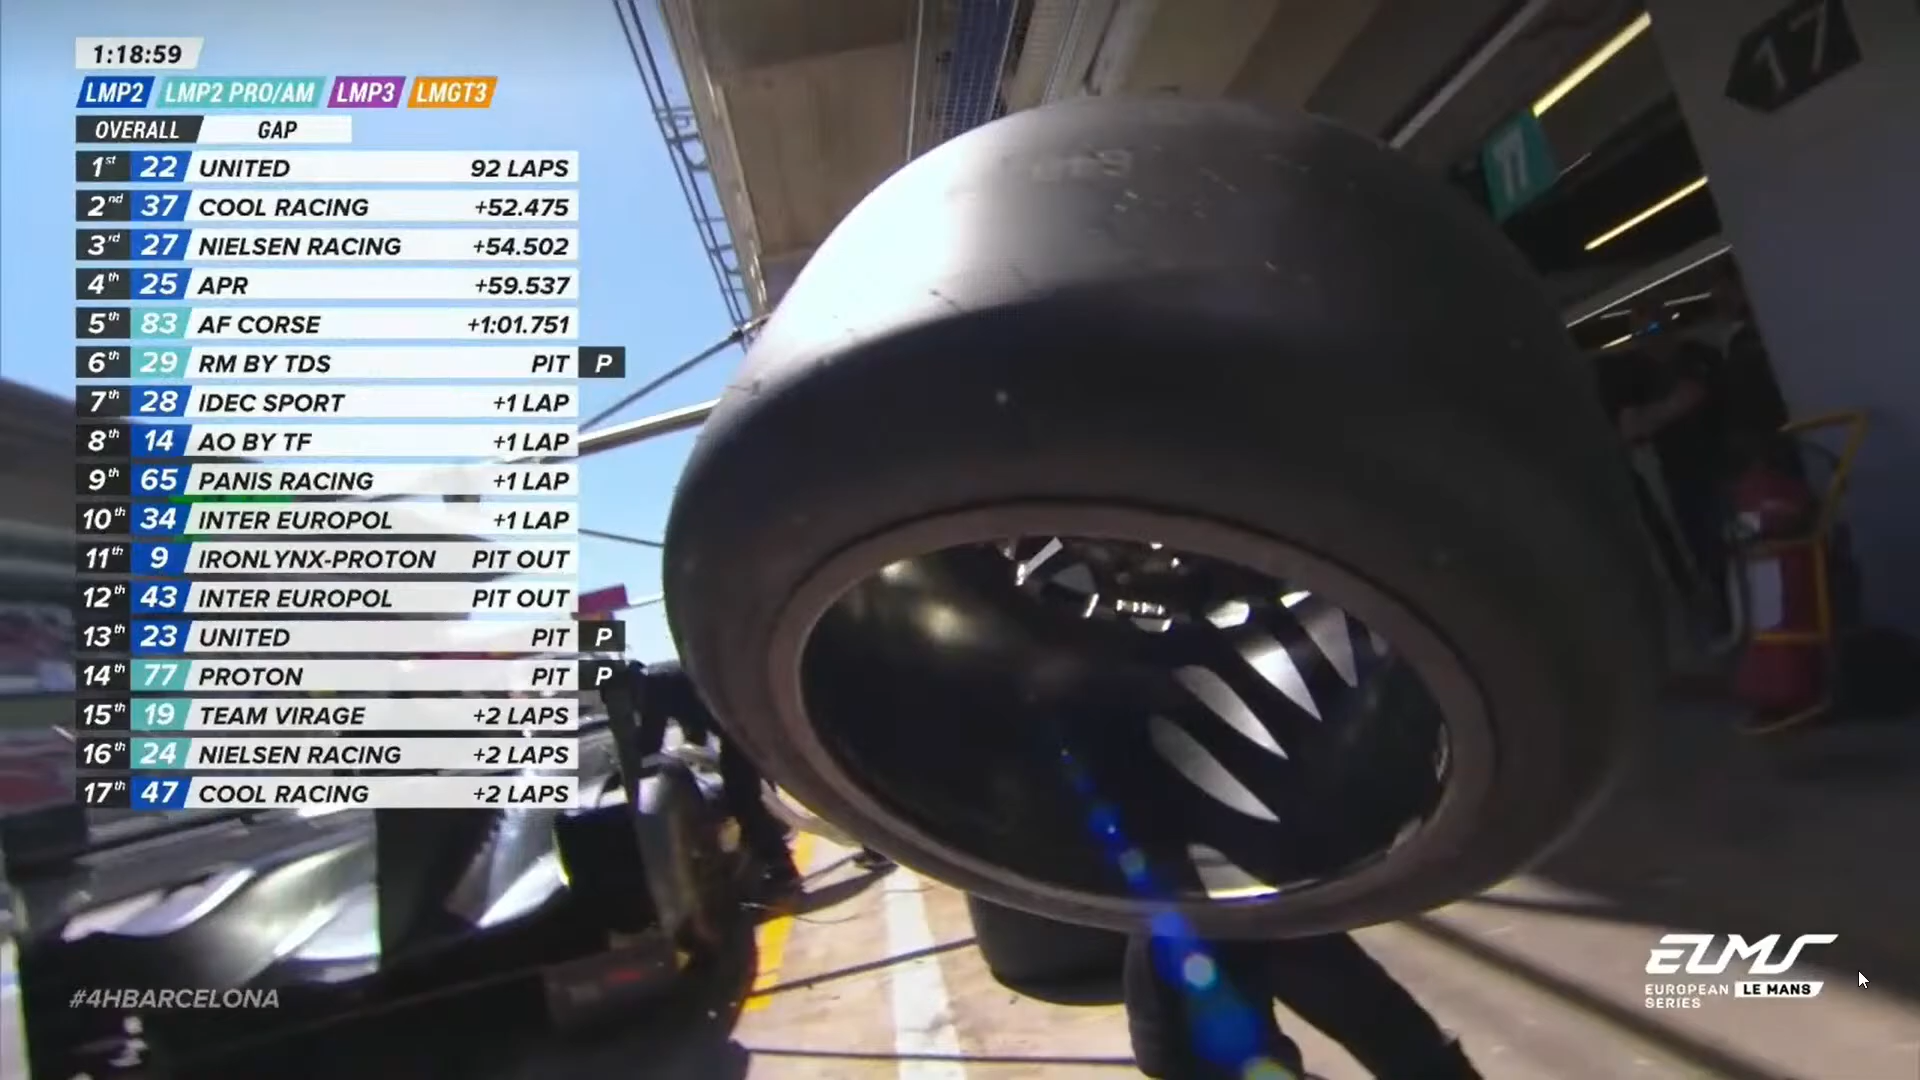 1:18:59
LMP2 LMP2 PRO/AM LMP3 LMGT3
OVERALL GAP
1st 22 UNITED 92 LAPS
2nd 37 COOL RACING +52.475
3rd 27 NIELSEN RACING +54.502
4th 25 APR +59.537
5th 83 AF CORSE +1:01.751
6th 29 RM BY TDS PIT P
7th 28 IDEC SPORT +1 LAP
8th 14 AO BY TF +1 LAP
9th 65 PANIS RACING +1 LAP
10th 34 INTER EUROPOL +1 LAP
11th 9 IRONLYNX-PROTON PIT OUT
12th 43 INTER EUROPOL PIT OUT
13th 23 UNITED PIT P
14th 77 PROTON PIT P
15th 19 TEAM VIRAGE +2 LAPS
16th 24 NIELSEN RACING +2 LAPS
17th 47 COOL RACING +2 LAPS
17
#4HBARCELONA
ELMS
EUROPEAN LE MANS
SERIES